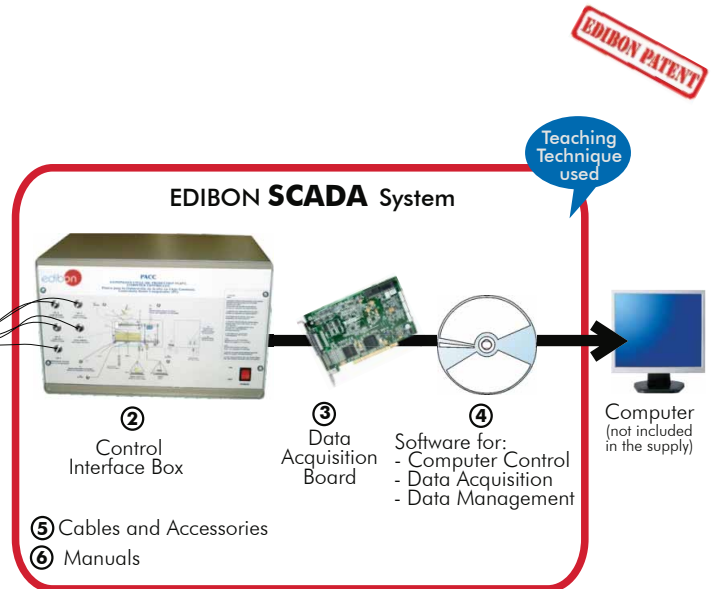 EDIBON PATENT
Teaching
Technique
used
EDIBON SCADA System
edibon
PACC
②
Control
Interface Box
③
Data
Acquisition
Board
④
Software for:
- Computer Control
- Data Acquisition
- Data Management
Computer
(not included
in the supply)
⑤ Cables and Accessories
⑥ Manuals